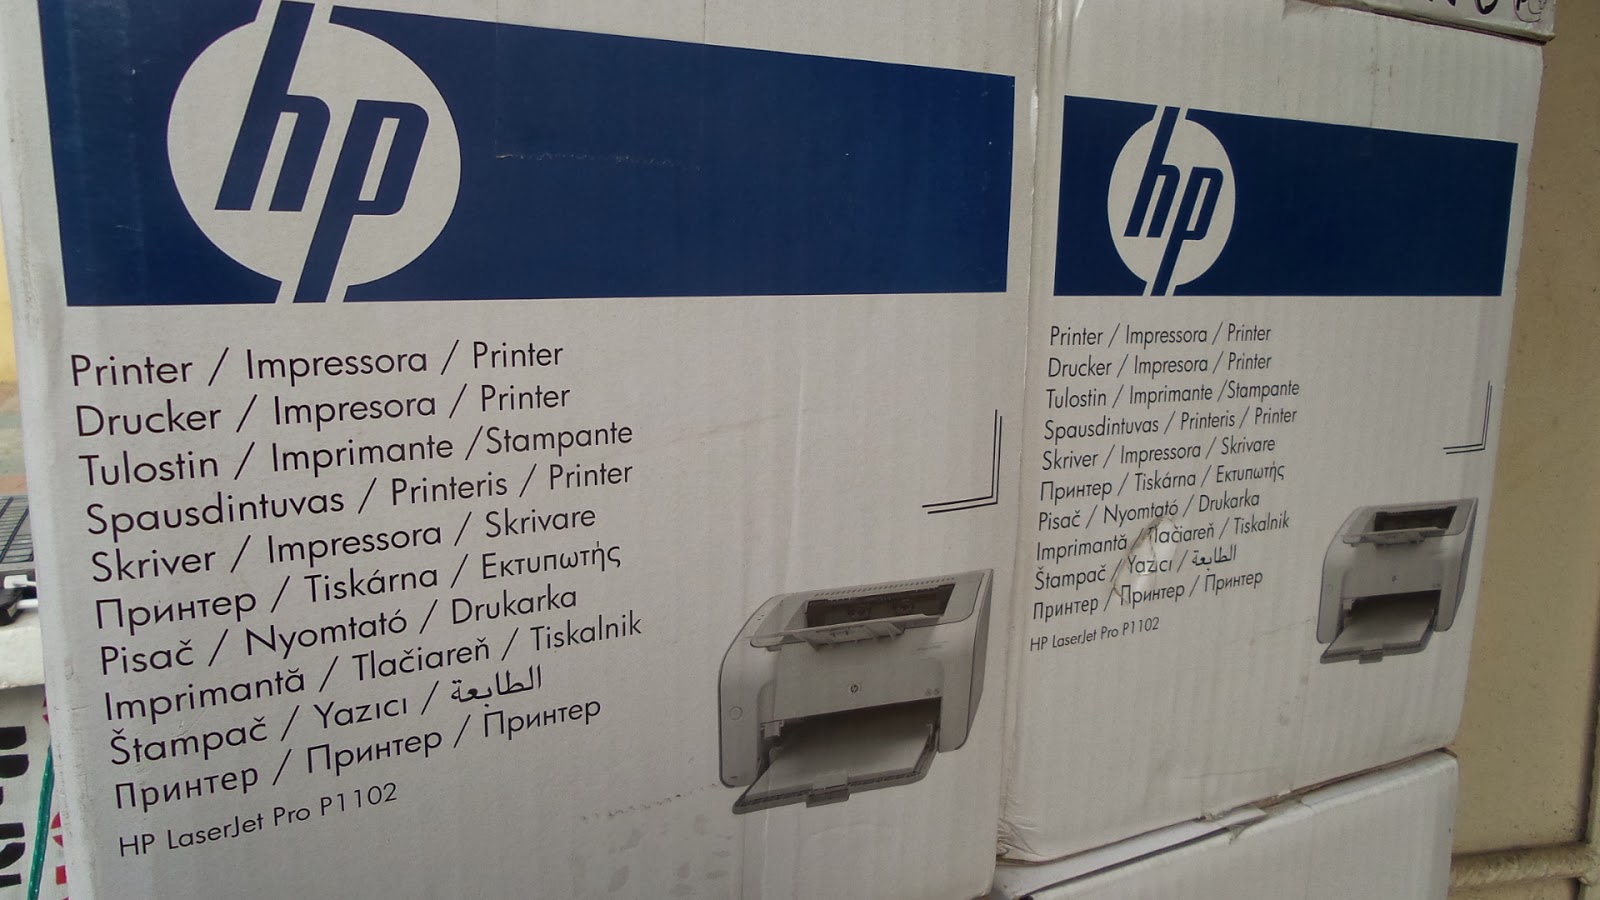 hp
Printer / Impressora / Printer
Drucker / Impresora / Printer
Tulostin / Imprimante /Stampante
Spausdintuvas / Printeris / Printer
Skriver / Impressora / Skrivare
Принтер / Tiskárna / Εκτυπωτής
Pisač / Nyomtató / Drukarka
Imprimantă / Tlačiareň / Tiskalnik
Štampač / Yazıcı / الطابعة
Принтер / Принтер / Принтер
HP LaserJet Pro P1102
hp
Printer / Impressora / Printer
Drucker / Impresora / Printer
Tulostin / Imprimante /Stampante
Spausdintuvas / Printeris / Printer
Skriver / Impressora / Skrivare
Принтер / Tiskárna / Εκτυπωτής
Pisač / Nyomtató / Drukarka
Imprimantă / Tlačiareň / Tiskalnik
Štampač / Yazıcı / الطابعة
Принтер / Принтер / Принтер
HP LaserJet Pro P1102